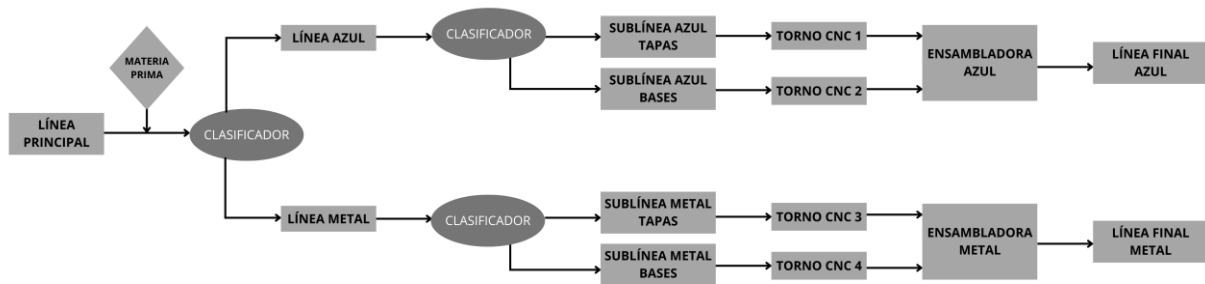 MATERIA
PRIMA
LÍNEA
PRINCIPAL
CLASIFICADOR
LÍNEA AZUL
CLASIFICADOR
SUBLÍNEA AZUL
TAPAS
TORNO CNC 1
SUBLÍNEA AZUL
BASES
TORNO CNC 2
ENSAMBLADORA
AZUL
LÍNEA FINAL
AZUL
LÍNEA METAL
CLASIFICADOR
SUBLÍNEA METAL
TAPAS
TORNO CNC 3
SUBLÍNEA METAL
BASES
TORNO CNC 4
ENSAMBLADORA
METAL
LÍNEA FINAL
METAL